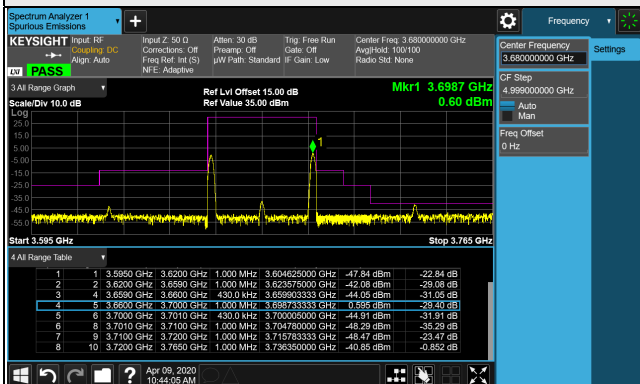 Spectrum Analyzer 1
Spurious Emissions
Frequency
KEYSIGHT
Input: RF
Coupling: DC
Align: Auto
Input Z: 50 Ω
Corrections: Off
Freq Ref: Int (S)
NFE: Adaptive
Atten: 30 dB
Preamp: Off
µW Path: Standard
Trig: Free Run
Gate: Off
IF Gain: Low
Center Freq: 3.680000000 GHz
Avg|Hold: 100/100
Radio Std: None
LXI PASS
Center Frequency
3.680000000 GHz
Settings
CF Step
4.999000000 GHz
Auto
Man
Freq Offset
0 Hz
3 All Range Graph
Ref Lvl Offset 15.00 dB
Mkr1 3.6987 GHz
Scale/Div 10.0 dB
Ref Value 35.00 dBm
0.60 dBm
Log
25.0
15.0
5.00
-5.00
-15.0
-25.0
-35.0
-45.0
-55.0
1
Start 3.595 GHz
Stop 3.765 GHz
4 All Range Table
1 1 3.5950 GHz 3.6200 GHz 1.000 MHz 3.604625000 GHz -47.84 dBm -22.84 dB
2 2 3.6200 GHz 3.6590 GHz 1.000 MHz 3.623575000 GHz -42.08 dBm -29.08 dB
3 4 3.6590 GHz 3.6600 GHz 430.0 kHz 3.659903333 GHz -44.05 dBm -31.05 dB
4 5 3.6600 GHz 3.7000 GHz 1.000 MHz 3.698733333 GHz 0.595 dBm -29.40 dB
5 6 3.7000 GHz 3.7010 GHz 430.0 kHz 3.700005000 GHz -44.91 dBm -31.91 dB
6 8 3.7010 GHz 3.7100 GHz 1.000 MHz 3.704780000 GHz -48.29 dBm -35.29 dB
7 9 3.7100 GHz 3.7200 GHz 1.000 MHz 3.715783333 GHz -48.47 dBm -23.47 dB
8 10 3.7200 GHz 3.7650 GHz 1.000 MHz 3.736350000 GHz -40.85 dBm -0.852 dB
?
Apr 09, 2020
10:44:05 AM